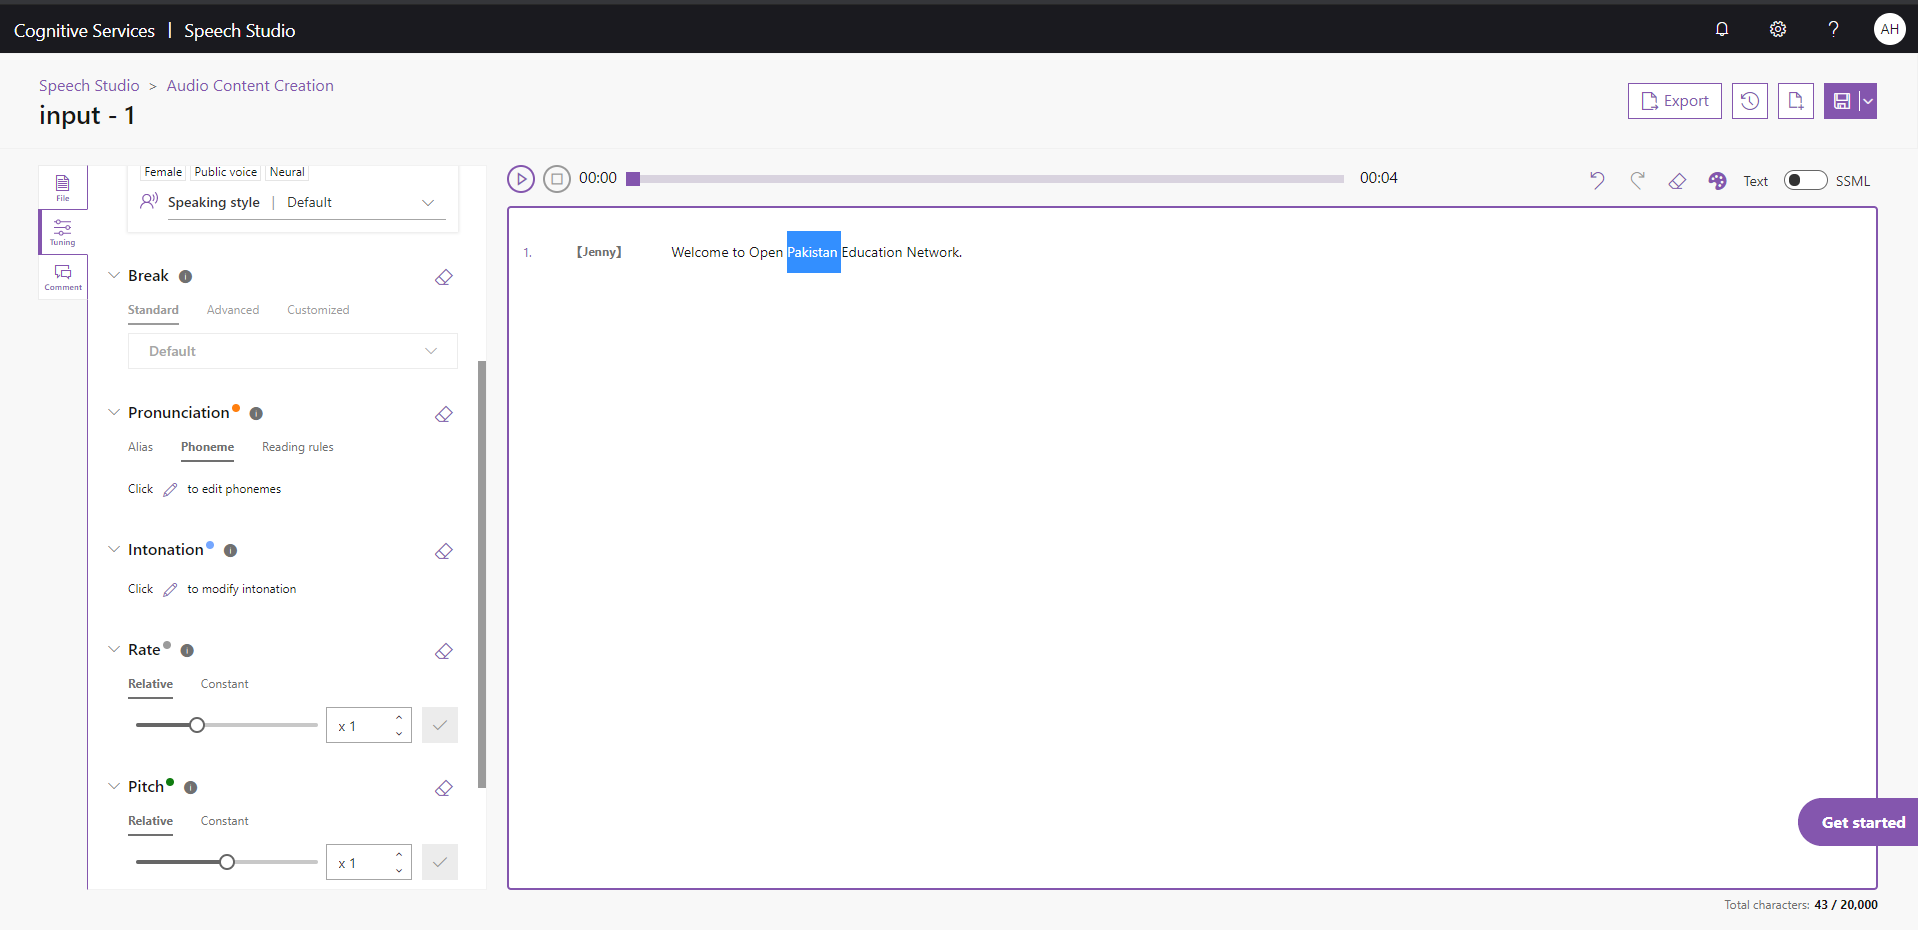 Cognitive Services | Speech Studio
AH
Speech Studio > Audio Content Creation
input - 1
Export
File
Tuning
Comment
Female Public voice Neural
Speaking style | Default
Break
Standard Advanced Customized
Default
Pronunciation
Alias Phoneme Reading rules
Click to edit phonemes
Intonation
Click to modify intonation
Rate
Relative Constant
x 1
Pitch
Relative Constant
x 1
00:00 00:04
Text SSML
1. [Jenny] Welcome to Open Pakistan Education Network.
Get started
Total characters: 43 / 20,000